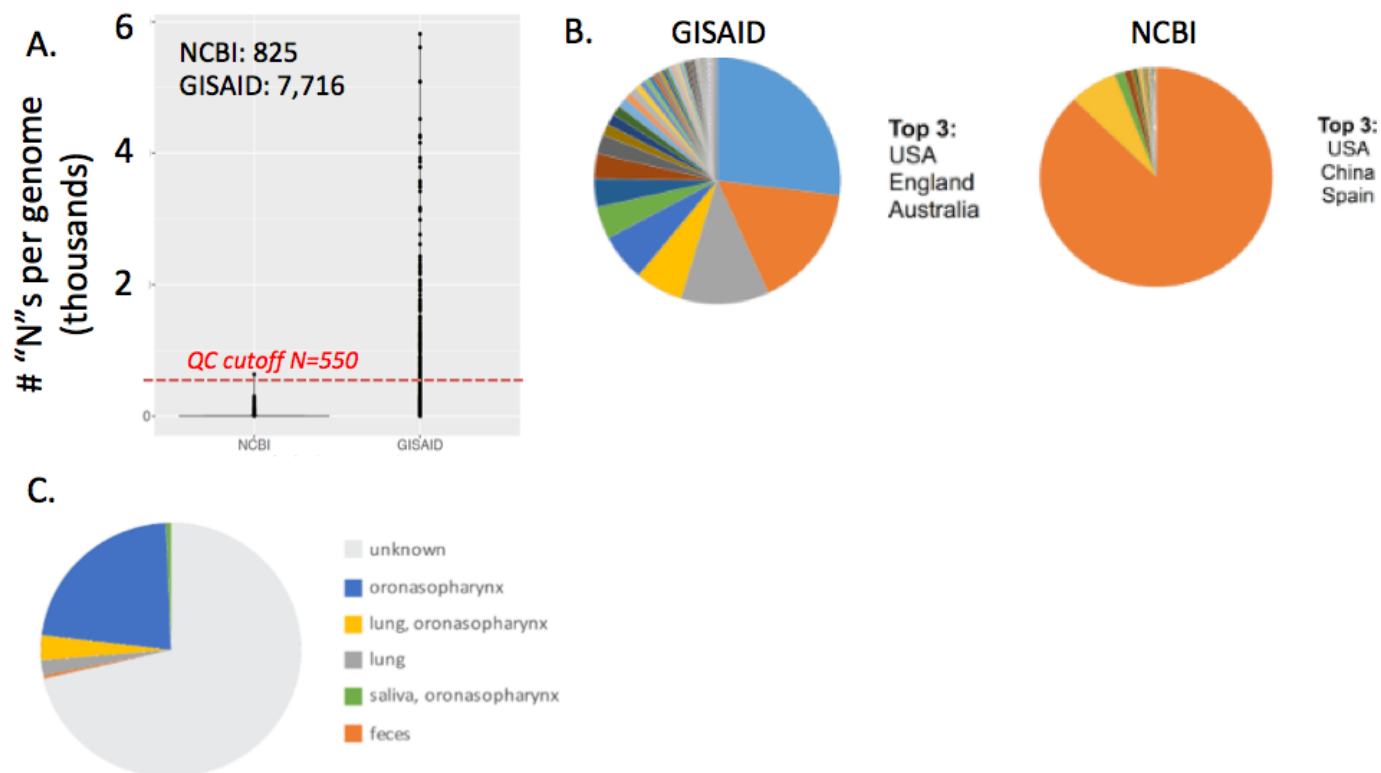 A.
6
4
2
0
# “N”s per genome
(thousands)
NCBI: 825
GISAID: 7,716
QC cutoff N=550
NCBI
GISAID
B.
GISAID
Top 3:
USA
England
Australia
NCBI
Top 3:
USA
China
Spain
C.
unknown
oronasopharynx
lung, oronasopharynx
lung
saliva, oronasopharynx
feces